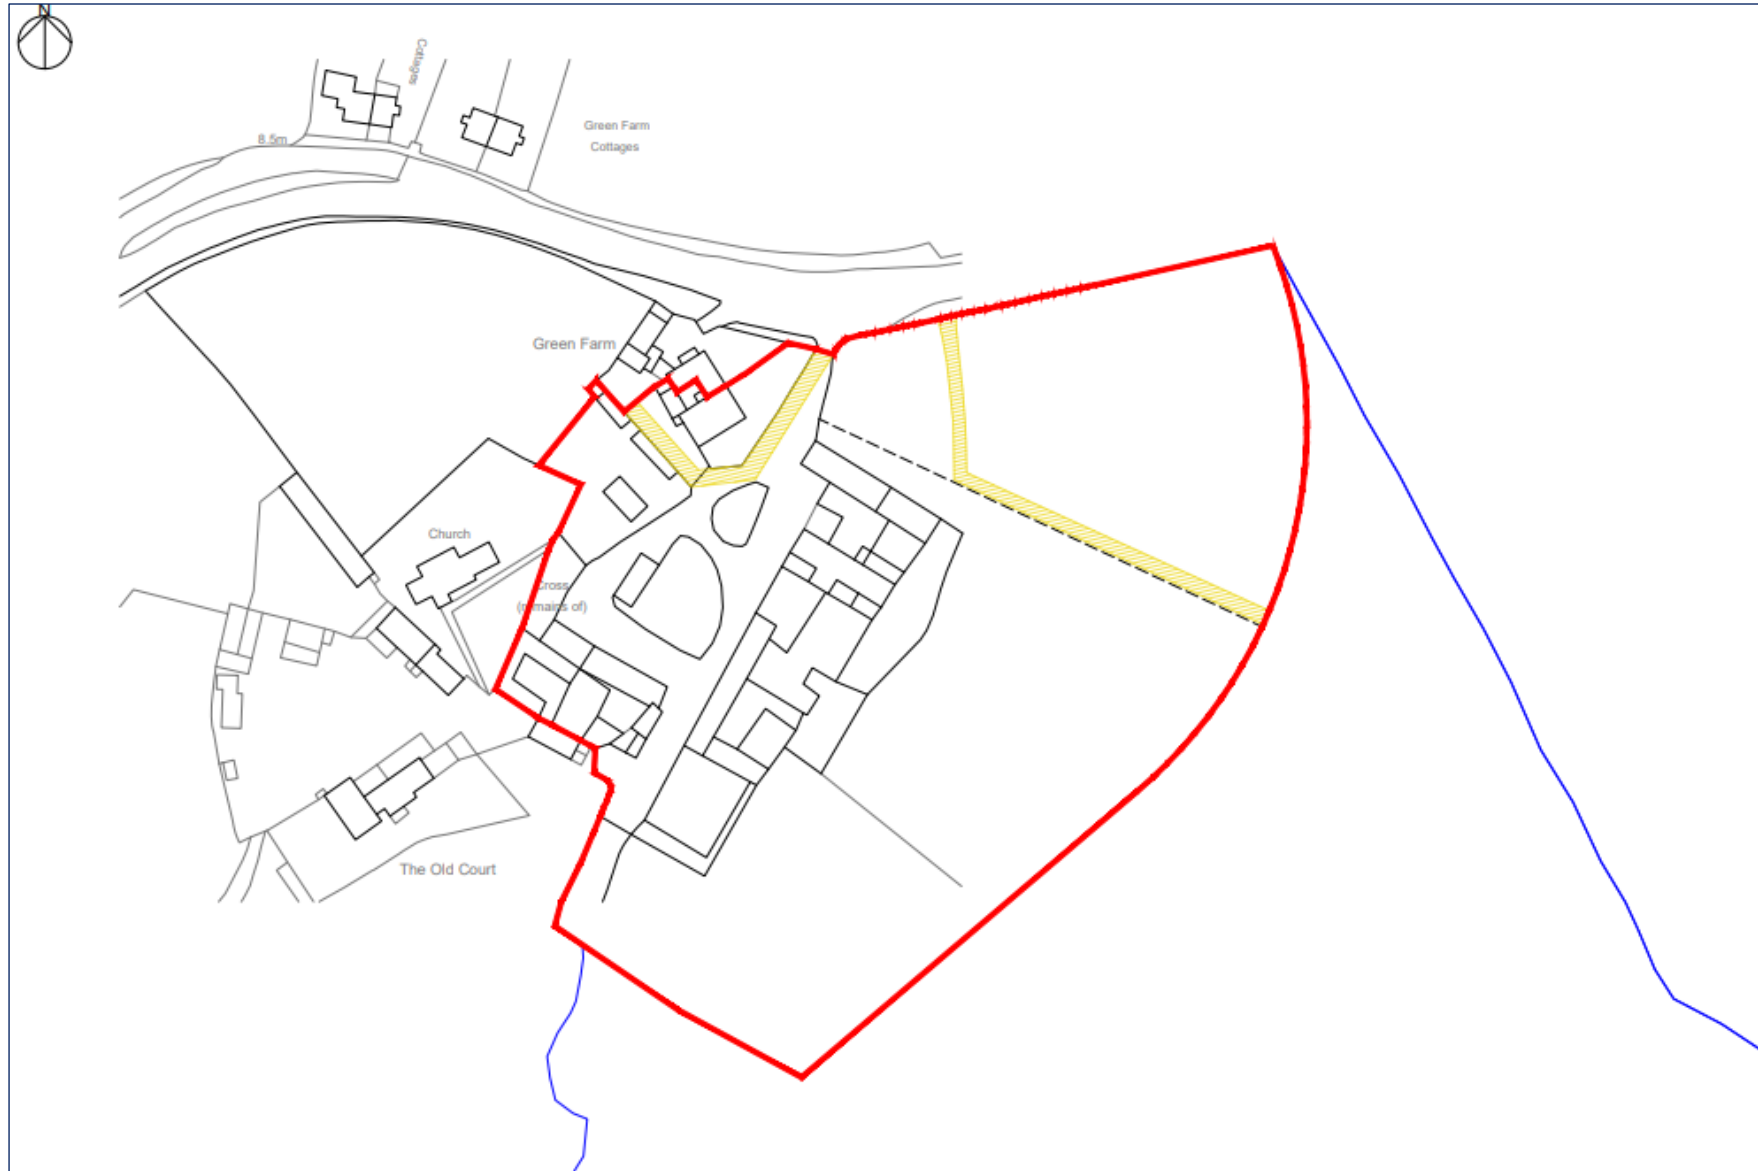 N
Cottages
8.5m
Green Farm
Cottages
Green Farm
Church
Cross
(remains of)
The Old Court